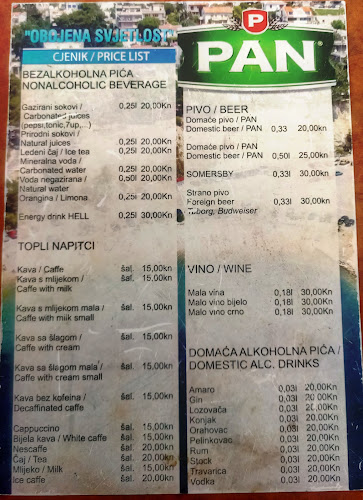 "OBOJENA SVJETLOST"
CJENIK / PRICE LIST
BEZALKOHOLNA PIĆA
NONALCOHOLIC BEVERAGE
Gazirani sokovi / 0,25l 20,00Kn
Carbonated juices
(pepsi,tonic,7up,...)
Prirodni sokovi /
Natural juices 0,25l 20,00Kn
Ledeni čaj / Ice tea 0,25l 20,00Kn
Mineralna voda /
Carbonated water 0,25l 20,00Kn
Voda negazirana / 0,50l 20,00Kn
Natural water
Orangina / Limona 0,25l 20,00Kn
Energy drink HELL 0,25l 30,00Kn
TOPLI NAPITCI
Kava / Caffe šal. 15,00Kn
Kava s mlijekom / šal. 15,00Kn
Caffe with milk
Kava s mlijekom mala / šal. 15,00Kn
Caffe with milk small
Kava sa šlagom / šal. 15,00Kn
Caffe with cream
Kava sa šlagom mala / šal. 15,00Kn
Caffe with cream small
Kava bez kofeina / šal. 15,00Kn
Decaffinated caffe
Cappuccino šal. 15,00Kn
Bijela kava / White caffe šal. 15,00Kn
Nescaffe šal. 20,00Kn
Čaj / Tea šal. 15,00Kn
Mlijeko / Milk šal. 15,00Kn
Ice caffe šal. 20,00Kn
P
PAN®
PIVO / BEER
Domaće pivo / PAN
Domestic beer / PAN 0,33 20,00Kn
Domaće pivo / PAN
Domestic beer / PAN 0,50l 25,00Kn
SOMERSBY 0,33l 30,00Kn
Strano pivo
Fareign beer 0,33l 30,00Kn
Tuborg, Budweiser
VINO / WINE
Mala vina 0,18l 30,00Kn
Malo vino bijelo 0,18l 30,00Kn
Malo vino crno 0,18l 30,00Kn
DOMAĆA ALKOHOLNA PIĆA /
DOMESTIC ALC. DRINKS
Amaro 0,03l 20,00Kn
Gin 0,03l 20,00Kn
Lozovača 0,03l 20,00Kn
Konjak 0,03l 20,00Kn
Orahovac 0,03l 20,00Kn
Pelinkovac 0,03l 20,00Kn
Rum 0,03l 20,00Kn
Stock 0,03l 20,00Kn
Travarica 0,03l 20,00Kn
Vodka 0,03l 20,00Kn